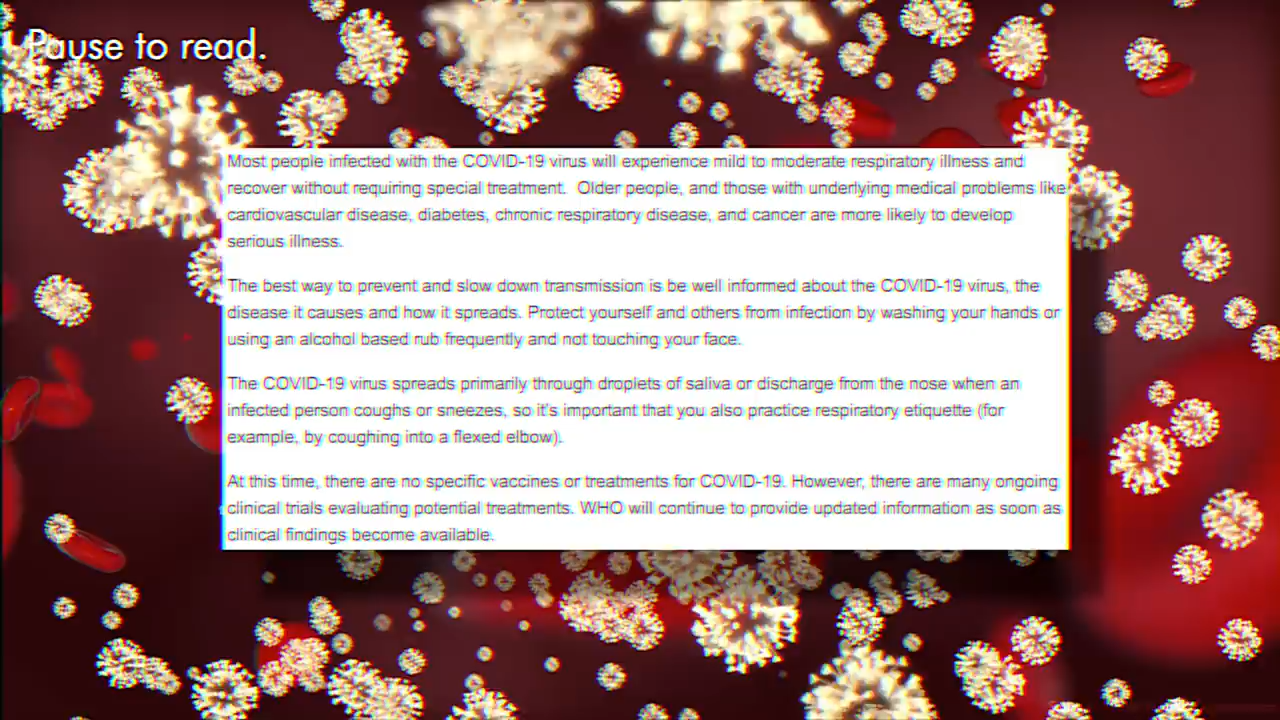 Pause to read.
Most people infected with the COVID-19 virus will experience mild to moderate respiratory illness and
recover without requiring special treatment.  Older people, and those with underlying medical problems like
cardiovascular disease, diabetes, chronic respiratory disease, and cancer are more likely to develop
serious illness.
The best way to prevent and slow down transmission is be well informed about the COVID-19 virus, the
disease it causes and how it spreads. Protect yourself and others from infection by washing your hands or
using an alcohol based rub frequently and not touching your face.
The COVID-19 virus spreads primarily through droplets of saliva or discharge from the nose when an
infected person coughs or sneezes, so it's important that you also practice respiratory etiquette (for
example, by coughing into a flexed elbow).
At this time, there are no specific vaccines or treatments for COVID-19. However, there are many ongoing
clinical trials evaluating potential treatments. WHO will continue to provide updated information as soon as
clinical findings become available.